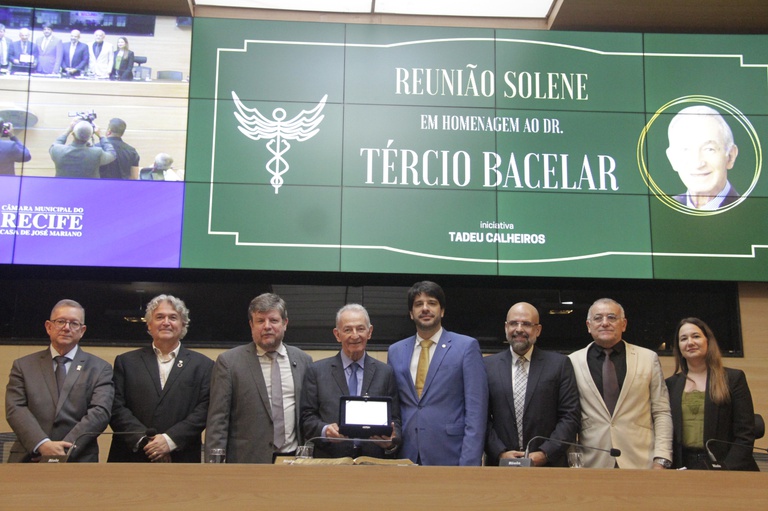 REUNIÃO SOLENE
EM HOMENAGEM AO DR.
TÉRCIO BACELAR
iniciativa
TADEU CALHEIROS
CÂMARA MUNICIPAL DO
RECIFE
CASA DE JOSÉ MARIANO